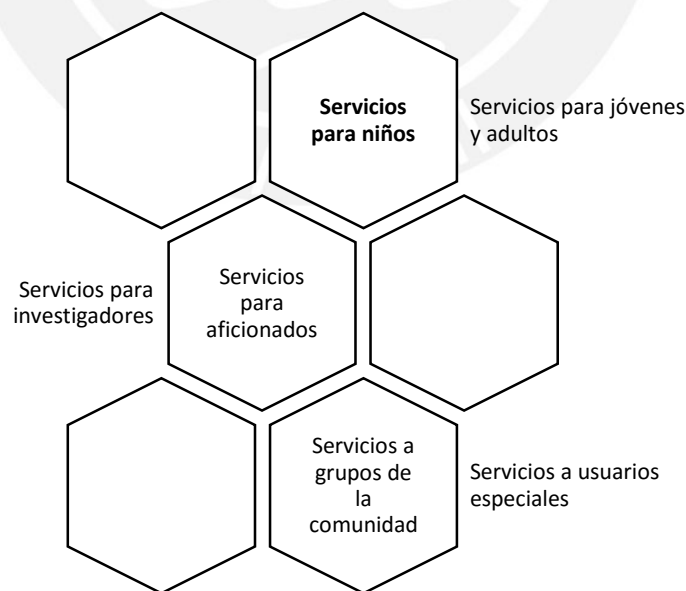 Servicios
para niños
Servicios para jóvenes
y adultos
Servicios para
investigadores
Servicios
para
aficionados
Servicios a
grupos de
la
comunidad
Servicios a usuarios
especiales